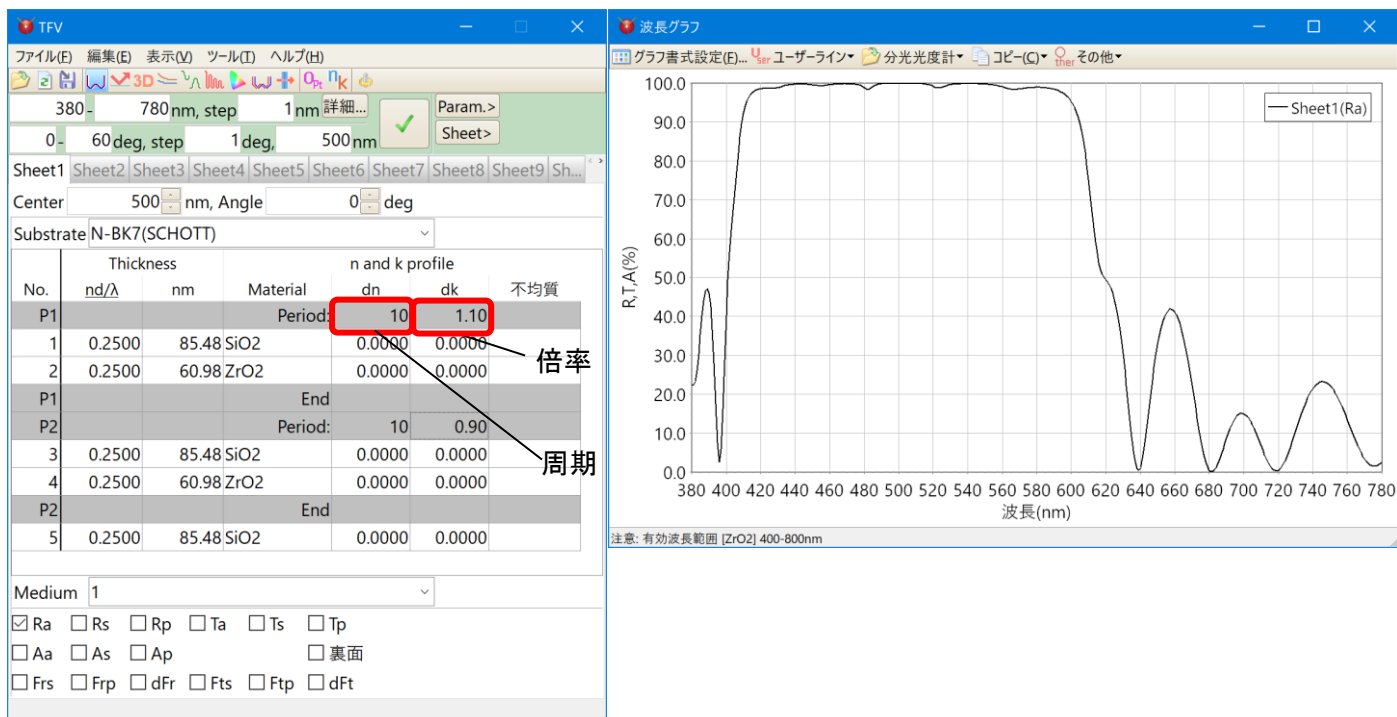 TFV
ファイル(F) 編集(E) 表示(V) ツール(T) ヘルプ(H)
3D Opt nk
380 - 780 nm, step 1 nm 詳細... Param.>
0 - 60 deg, step 1 deg, 500 nm Sheet>
Sheet1 Sheet2 Sheet3 Sheet4 Sheet5 Sheet6 Sheet7 Sheet8 Sheet9 Sh...
Center 500 nm, Angle 0 deg
Substrate N-BK7(SCHOTT)
Thickness n and k profile
No. nd/λ nm Material dn dk 不均質
P1 Period: 10 1.10
1 0.2500 85.48 SiO2 0.0000 0.0000
2 0.2500 60.98 ZrO2 0.0000 0.0000
P1 End
P2 Period: 10 0.90
3 0.2500 85.48 SiO2 0.0000 0.0000
4 0.2500 60.98 ZrO2 0.0000 0.0000
P2 End
5 0.2500 85.48 SiO2 0.0000 0.0000
倍率
周期
Medium 1
Ra Rs Rp Ta Ts Tp
Aa As Ap 裏面
Frs Frp dFr Fts Ftp dFt
波長グラフ
グラフ書式設定(F)... User ユーザーライン 分光光度計 コピー(C) Other その他
Sheet1(Ra)
R,T,A(%)
100.0
90.0
80.0
70.0
60.0
50.0
40.0
30.0
20.0
10.0
0.0
380 400 420 440 460 480 500 520 540 560 580 600 620 640 660 680 700 720 740 760 780
波長(nm)
注意: 有効波長範囲 [ZrO2] 400-800nm